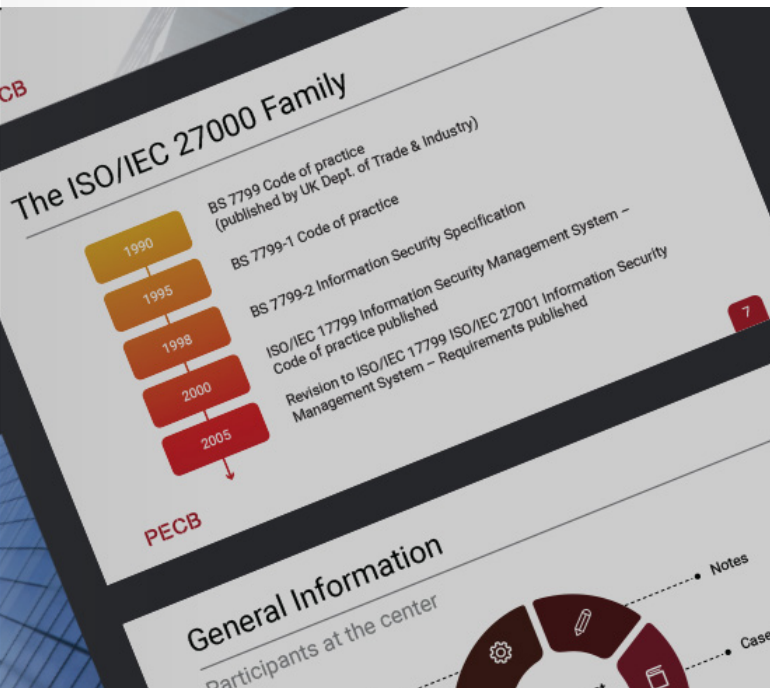 CB
The ISO/IEC 27000 Family
1990
BS 7799 Code of practice
(published by UK Dept. of Trade & Industry)
1995
BS 7799-1 Code of practice
1998
BS 7799-2 Information Security Specification
2000
ISO/IEC 17799 Information Security Management System –
Code of practice published
2005
Revision to ISO/IEC 17799 ISO/IEC 27001 Information Security
Management System – Requirements published
7
PECB
General Information
Participants at the center
Notes
Case